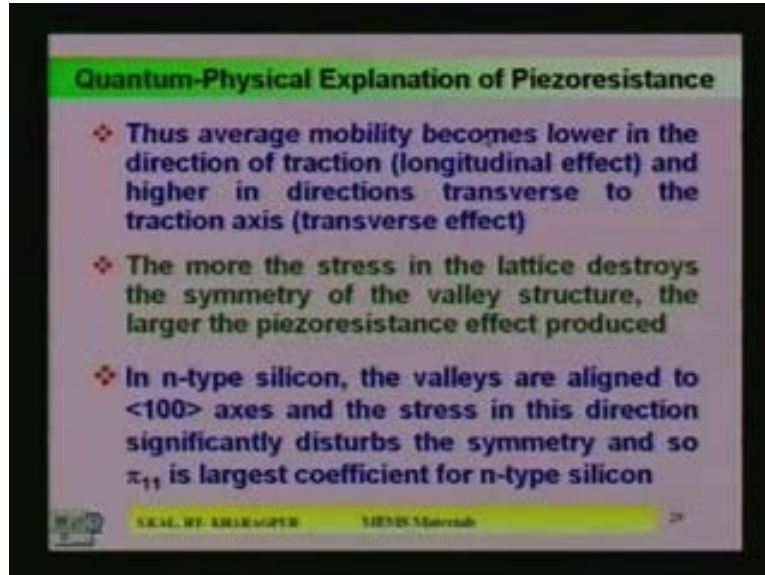 Quantum-Physical Explanation of Piezoresistance
❖ Thus average mobility becomes lower in the
direction of traction (longitudinal effect) and
higher in directions transverse to the
traction axis (transverse effect)
❖ The more the stress in the lattice destroys
the symmetry of the valley structure, the
larger the piezoresistance effect produced
❖ In n-type silicon, the valleys are aligned to
<100> axes and the stress in this direction
significantly disturbs the symmetry and so
π₁₁ is largest coefficient for n-type silicon
S.K.LAL, IIT- KHARAGPUR MEMS Materials